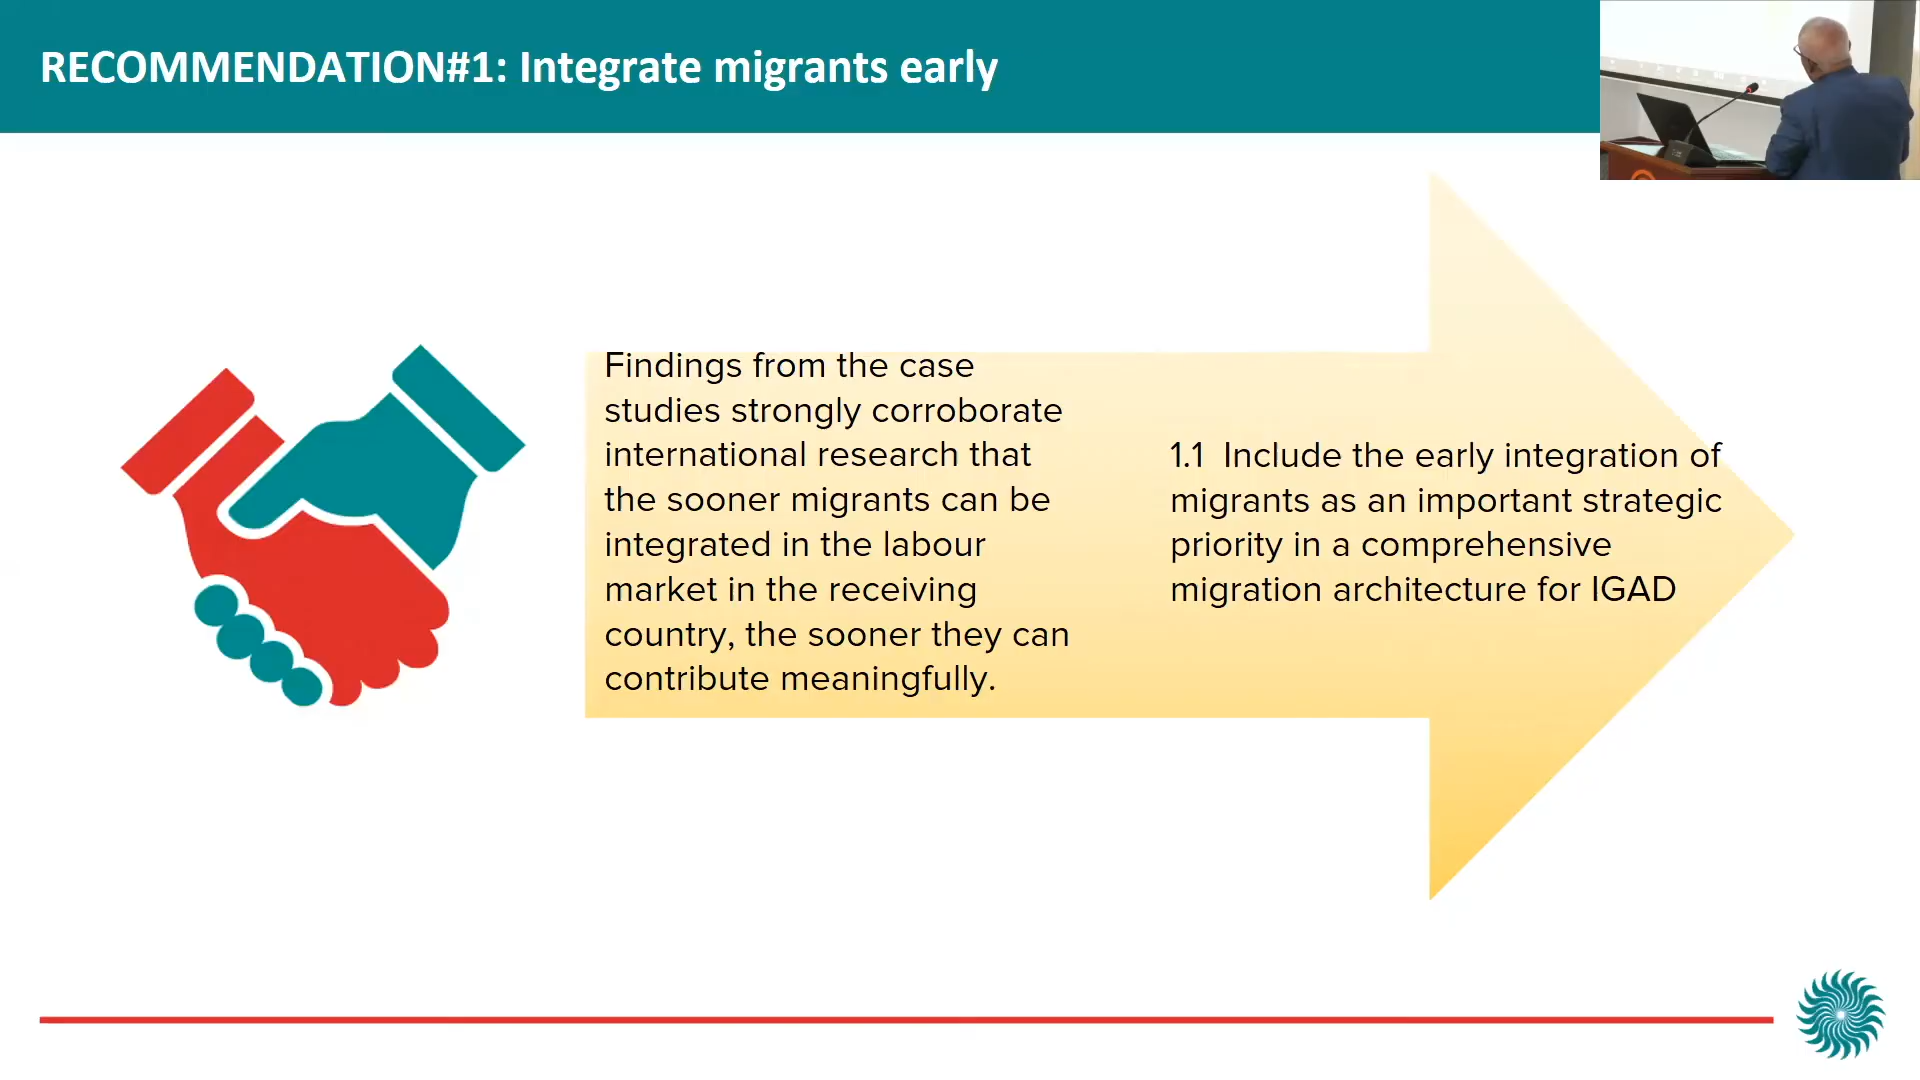 RECOMMENDATION#1: Integrate migrants early
Findings from the case
studies strongly corroborate
international research that
the sooner migrants can be
integrated in the labour
market in the receiving
country, the sooner they can
contribute meaningfully.
1.1 Include the early integration of
migrants as an important strategic
priority in a comprehensive
migration architecture for IGAD